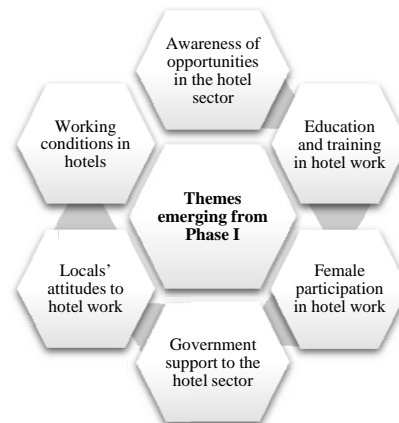 Awareness of
opportunities
in the hotel
sector
Education
and training
in hotel work
Female
participation
in hotel work
Government
support to the
hotel sector
Locals’
attitudes to
hotel work
Working
conditions in
hotels
Themes
emerging from
Phase I